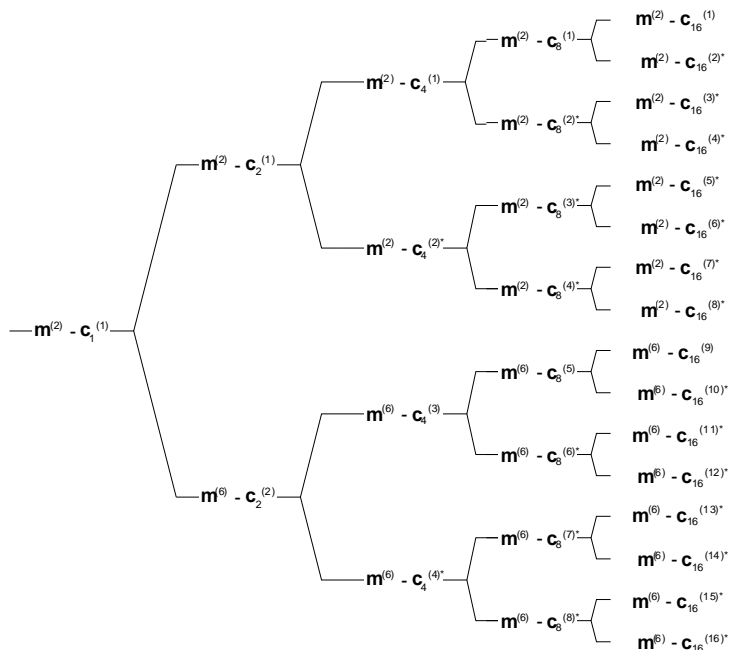 m(2) - c16(1)
m(2) - c8(1)
m(2) - c16(2)*
m(2) - c4(1)
m(2) - c16(3)*
m(2) - c8(2)*
m(2) - c16(4)*
m(2) - c2(1)
m(2) - c16(5)*
m(2) - c8(3)*
m(2) - c16(6)*
m(2) - c4(2)*
m(2) - c16(7)*
m(2) - c8(4)*
m(2) - c16(8)*
m(2) - c1(1)
m(6) - c16(9)
m(6) - c8(5)
m(6) - c16(10)*
m(6) - c4(3)
m(6) - c16(11)*
m(6) - c8(6)*
m(6) - c16(12)*
m(6) - c2(2)
m(6) - c16(13)*
m(6) - c8(7)*
m(6) - c16(14)*
m(6) - c4(4)*
m(6) - c16(15)*
m(6) - c8(8)*
m(6) - c16(16)*